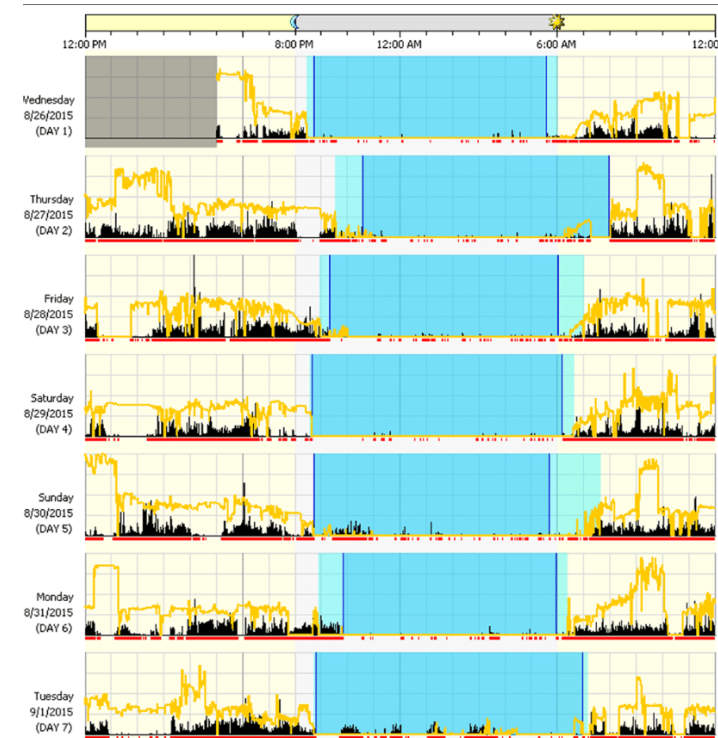 12:00 PM 8:00 PM 12:00 AM 6:00 AM 12:00
Wednesday
8/26/2015
(DAY 1)
Thursday
8/27/2015
(DAY 2)
Friday
8/28/2015
(DAY 3)
Saturday
8/29/2015
(DAY 4)
Sunday
8/30/2015
(DAY 5)
Monday
8/31/2015
(DAY 6)
Tuesday
9/1/2015
(DAY 7)